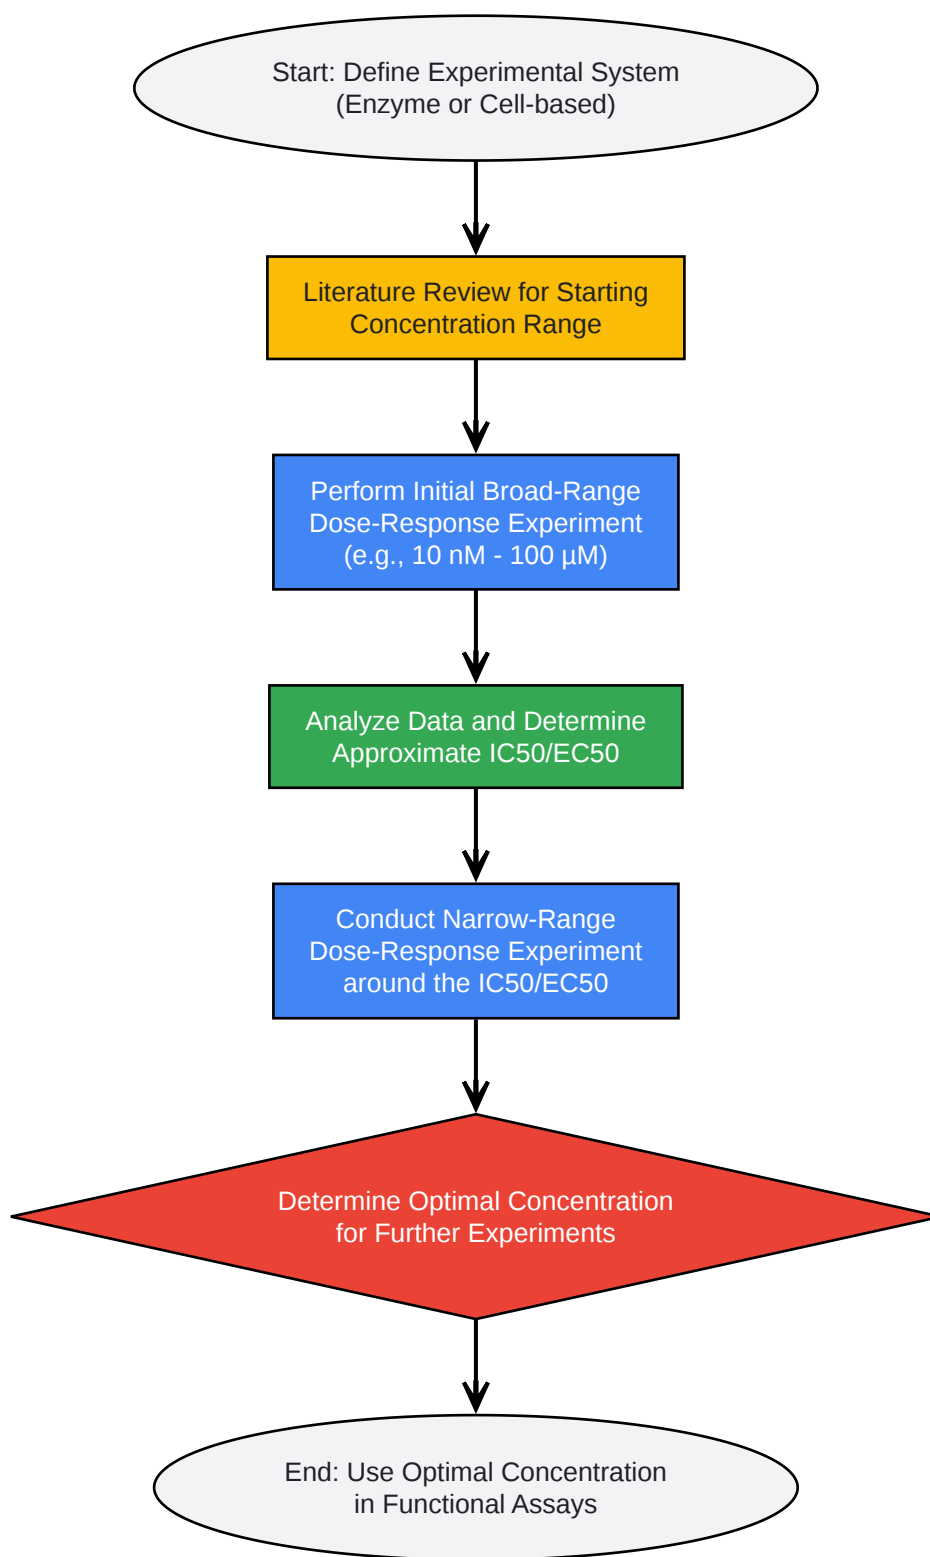 Start: Define Experimental System
(Enzyme or Cell-based)
Literature Review for Starting
Concentration Range
Perform Initial Broad-Range
Dose-Response Experiment
(e.g., 10 nM - 100 µM)
Analyze Data and Determine
Approximate IC50/EC50
Conduct Narrow-Range
Dose-Response Experiment
around the IC50/EC50
Determine Optimal Concentration
for Further Experiments
End: Use Optimal Concentration
in Functional Assays